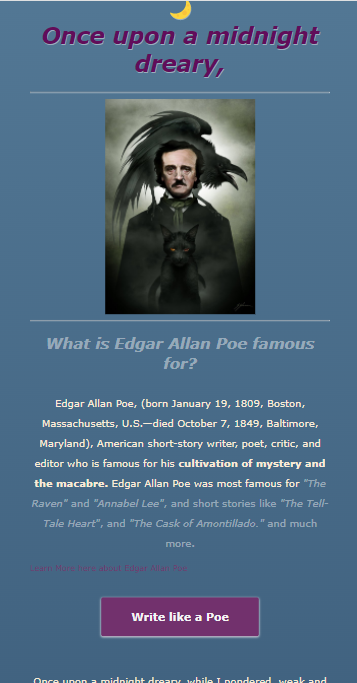 Once upon a midnight
dreary,
What is Edgar Allan Poe famous
for?
Edgar Allan Poe, (born January 19, 1809, Boston,
Massachusetts, U.S.—died October 7, 1849, Baltimore,
Maryland), American short-story writer, poet, critic, and
editor who is famous for his cultivation of mystery and
the macabre. Edgar Allan Poe was most famous for "The
Raven" and "Annabel Lee", and short stories like "The Tell-
Tale Heart", and "The Cask of Amontillado." and much
more.
Learn More here about Edgar Allan Poe
Write like a Poe
Once upon a midnight dreary, while I pondered, weak and